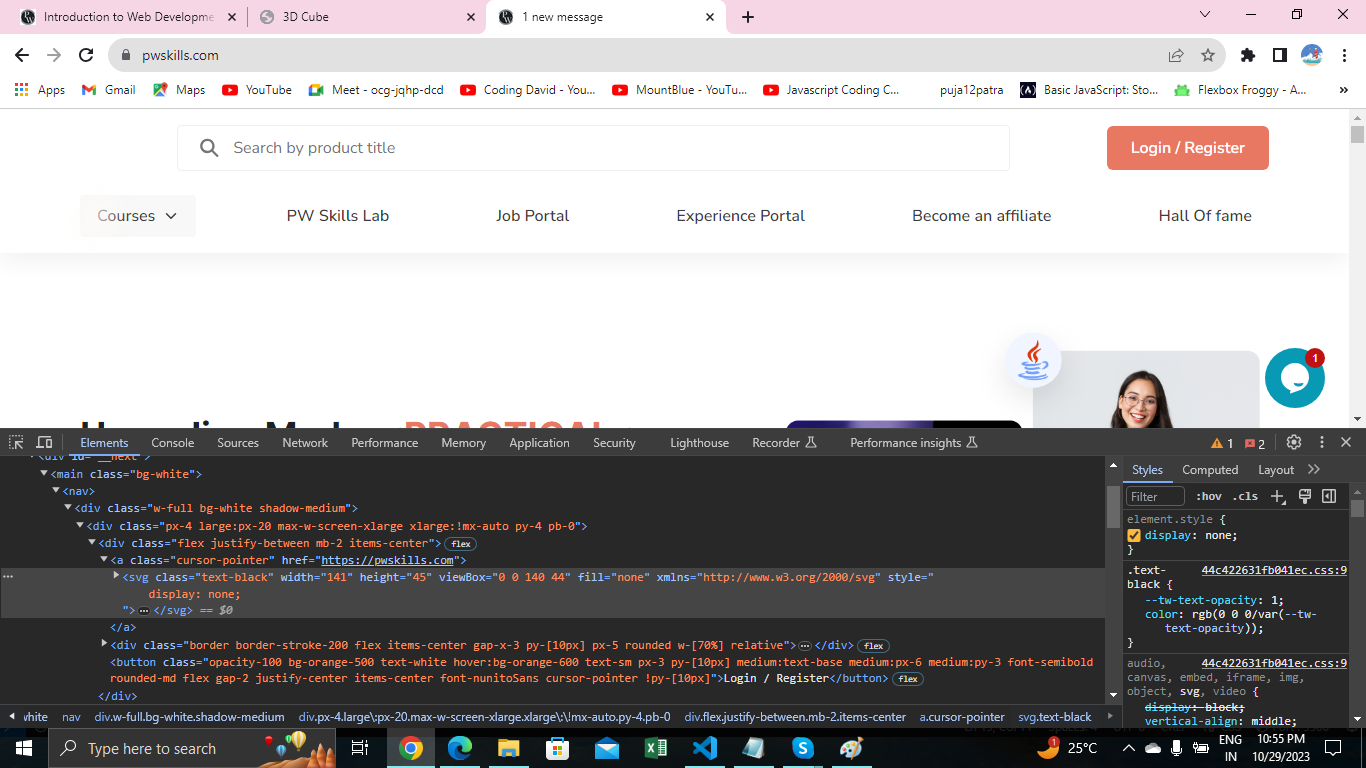 Introduction to Web Developme
3D Cube
1 new message
pwskills.com
Apps
Gmail
Maps
YouTube
Meet - ocg-jqhp-dcd
Coding David - You...
MountBlue - YouTu...
Javascript Coding C...
puja12patra
Basic JavaScript: Sto...
Flexbox Froggy - A...
»
Search by product title
Login / Register
Courses
PW Skills Lab
Job Portal
Experience Portal
Become an affiliate
Hall Of fame
1
PRACTICAL
Elements
Console
Sources
Network
Performance
Memory
Application
Security
Lighthouse
Recorder
Performance insights
1
2
<div id="__next">
<main class="bg-white">
<nav>
<div class="w-full bg-white shadow-medium">
<div class="px-4 large:px-20 max-w-screen-xlarge xlarge:!mx-auto py-4 pb-0">
<div class="flex justify-between mb-2 items-center"> flex
<a class="cursor-pointer" href="https://pwskills.com">
<svg class="text-black" width="141" height="45" viewBox="0 0 140 44" fill="none" xmlns="http://www.w3.org/2000/svg" style="
display: none;
">…</svg> == $0
</a>
<div class="border border-stroke-200 flex items-center gap-x-3 py-[10px] px-5 rounded w-[70%] relative">…</div> flex
<button class="opacity-100 bg-orange-500 text-white hover:bg-orange-600 text-sm px-3 py-[10px] medium:text-base medium:px-6 medium:py-3 font-semibold
rounded-md flex gap-2 justify-center items-center font-nunitoSans cursor-pointer !py-[10px]">Login / Register</button> flex
</div>
white
nav
div.w-full.bg-white.shadow-medium
div.px-4.large\:px-20.max-w-screen-xlarge.xlarge\:\!mx-auto.py-4.pb-0
div.flex.justify-between.mb-2.items-center
a.cursor-pointer
svg.text-black
Styles
Computed
Layout
Filter
:hov
.cls
element.style {
display: none;
}
.text-
44c422631fb041ec.css:9
black {
--tw-text-opacity: 1;
color: rgb(0 0 0/var(--tw-
text-opacity));
}
audio,
44c422631fb041ec.css:9
canvas, embed, iframe, img,
object, svg, video {
display: block;
vertical-align: middle;
Type here to search
1
25°C
ENG
IN
10:55 PM
10/29/2023